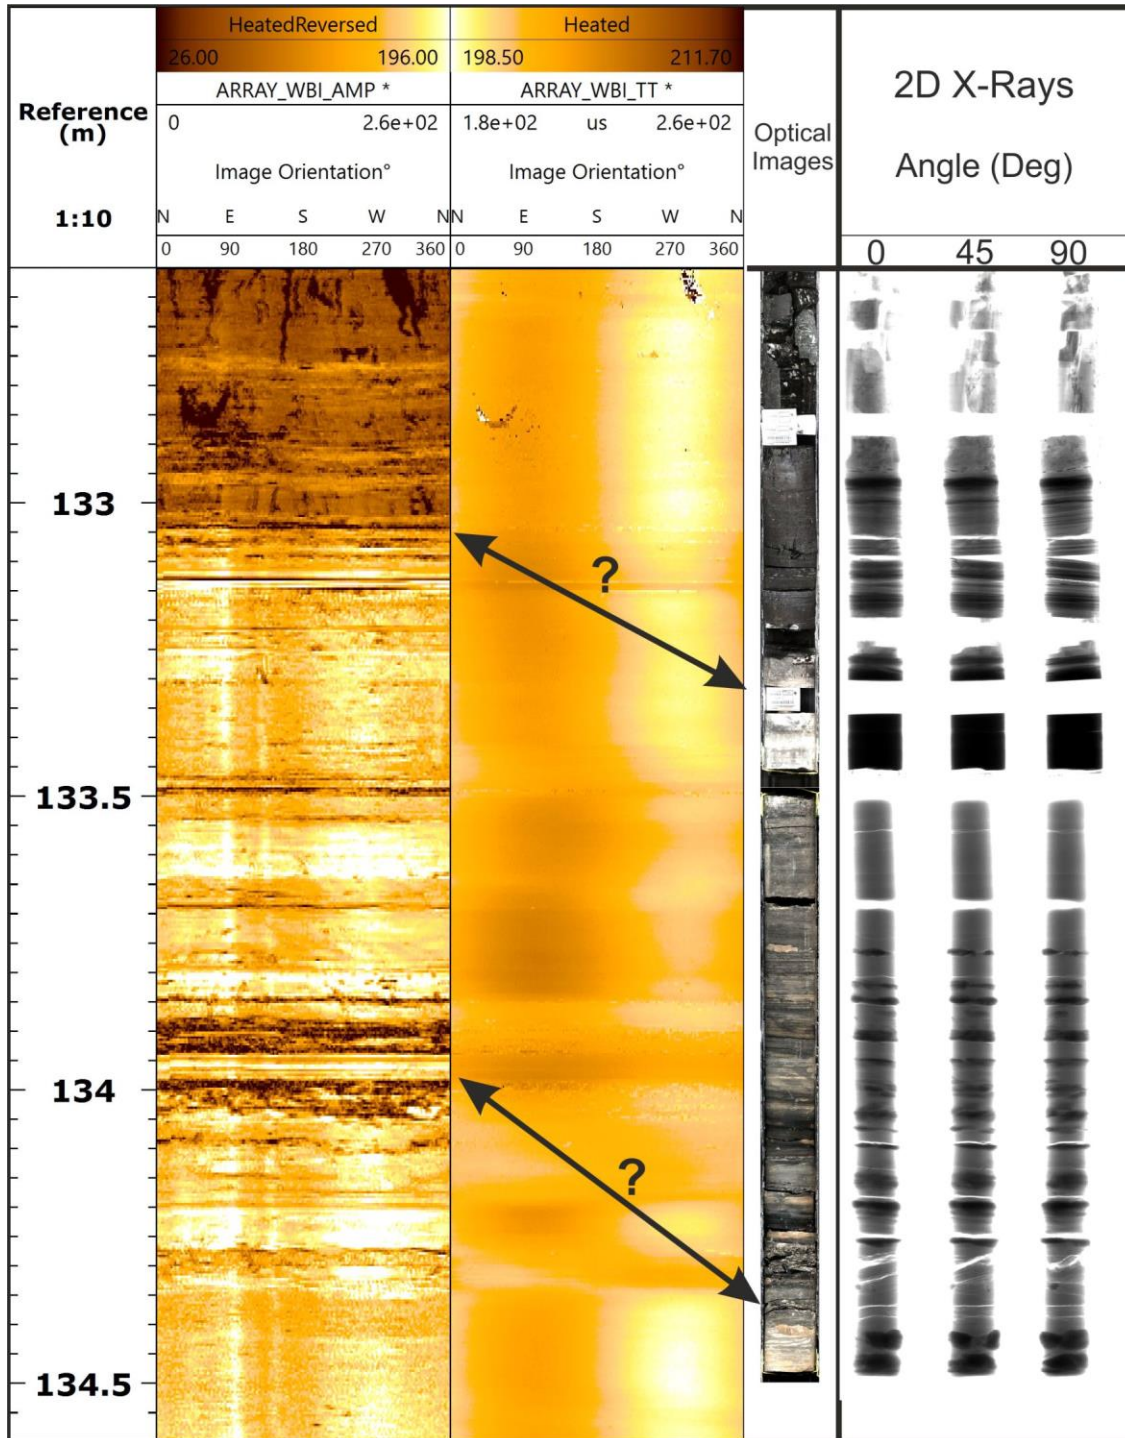 HeatedReversed
26.00 196.00
ARRAY_WBI_AMP *
0 2.6e+02
Image Orientation°
N E S W N
0 90 180 270 360
Heated
198.50 211.70
ARRAY_WBI_TT *
1.8e+02 us 2.6e+02
Image Orientation°
N E S W N
0 90 180 270 360
Reference
(m)
1:10
Optical
Images
2D X-Rays
Angle (Deg)
0 45 90
133
?
133.5
134
?
134.5